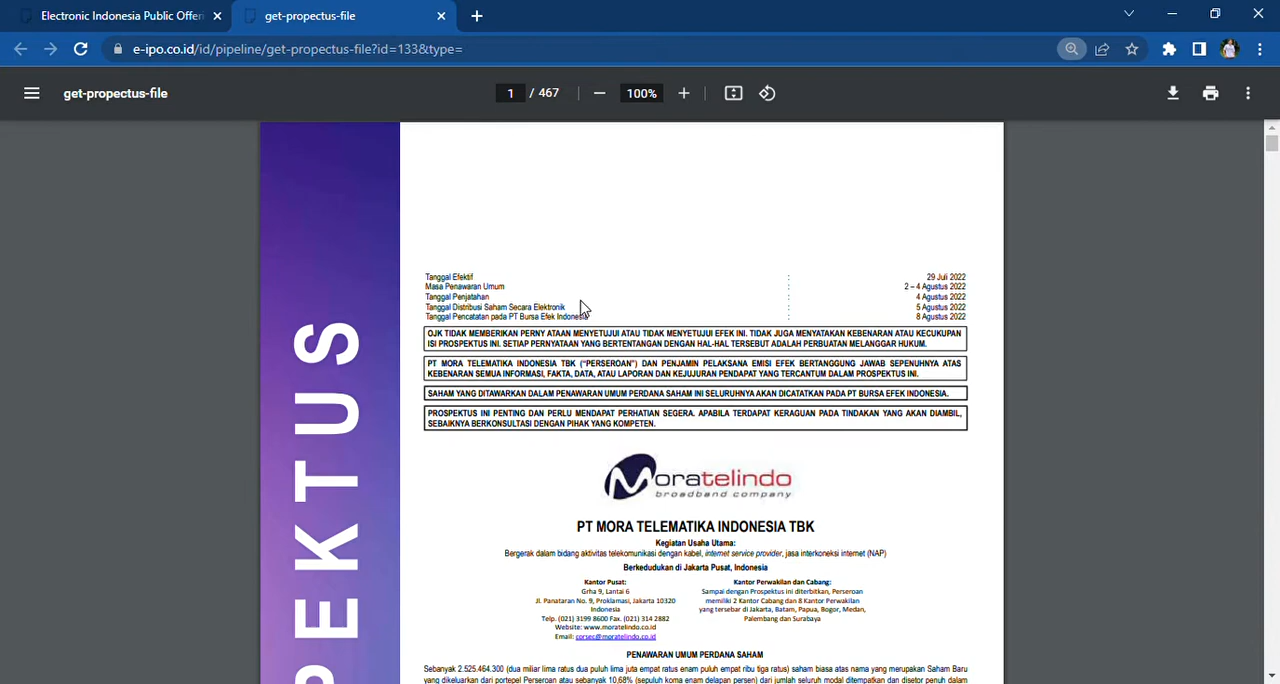 Electronic Indonesia Public Offeri
get-propectus-file
e-ipo.co.id/id/pipeline/get-propectus-file?id=133&type=
get-propectus-file
1 / 467
100%
Tanggal Efektif : 29 Juli 2022
Masa Penawaran Umum : 2 – 4 Agustus 2022
Tanggal Penjatahan : 4 Agustus 2022
Tanggal Distribusi Saham Secara Elektronik : 5 Agustus 2022
Tanggal Pencatatan pada PT Bursa Efek Indonesia : 8 Agustus 2022
OJK TIDAK MEMBERIKAN PERNY ATAAN MENYETUJUI ATAU TIDAK MENYETUJUI EFEK INI. TIDAK JUGA MENYATAKAN KEBENARAN ATAU KECUKUPAN
ISI PROSPEKTUS INI. SETIAP PERNYATAAN YANG BERTENTANGAN DENGAN HAL-HAL TERSEBUT ADALAH PERBUATAN MELANGGAR HUKUM.
PT MORA TELEMATIKA INDONESIA TBK (“PERSEROAN”) DAN PENJAMIN PELAKSANA EMISI EFEK BERTANGGUNG JAWAB SEPENUHNYA ATAS
KEBENARAN SEMUA INFORMASI, FAKTA, DATA, ATAU LAPORAN DAN KEJUJURAN PENDAPAT YANG TERCANTUM DALAM PROSPEKTUS INI.
SAHAM YANG DITAWARKAN DALAM PENAWARAN UMUM PERDANA SAHAM INI SELURUHNYA AKAN DICATATKAN PADA PT BURSA EFEK INDONESIA.
PROSPEKTUS INI PENTING DAN PERLU MENDAPAT PERHATIAN SEGERA. APABILA TERDAPAT KERAGUAN PADA TINDAKAN YANG AKAN DIAMBIL,
SEBAIKNYA BERKONSULTASI DENGAN PIHAK YANG KOMPETEN.
PEKTUS
Moratelindo
broadband company
PT MORA TELEMATIKA INDONESIA TBK
Kegiatan Usaha Utama:
Bergerak dalam bidang aktivitas telekomunikasi dengan kabel, internet service provider, jasa interkoneksi internet (NAP)
Berkedudukan di Jakarta Pusat, Indonesia
Kantor Pusat:
Grha 9, Lantai 6
Jl. Panataran No. 9, Proklamasi, Jakarta 10320
Indonesia
Telp. (021) 3199 8600 Fax. (021) 314 2882
Website: www.moratelindo.co.id
Email: corsec@moratelindo.co.id
Kantor Perwakilan dan Cabang:
Sampai dengan Prospektus ini diterbitkan, Perseroan
memiliki 2 Kantor Cabang dan 8 Kantor Perwakilan
yang tersebar di Jakarta, Batam, Papua, Bogor, Medan,
Palembang dan Surabaya
PENAWARAN UMUM PERDANA SAHAM
Sebanyak 2.525.464.300 (dua miliar lima ratus dua puluh lima juta empat ratus enam puluh empat ribu tiga ratus) saham biasa atas nama yang merupakan Saham Baru
yang dikeluarkan dari portepel Perseroan atau sebanyak 10,68% (sepuluh koma enam delapan persen) dari jumlah seluruh modal ditempatkan dan disetor penuh dalam